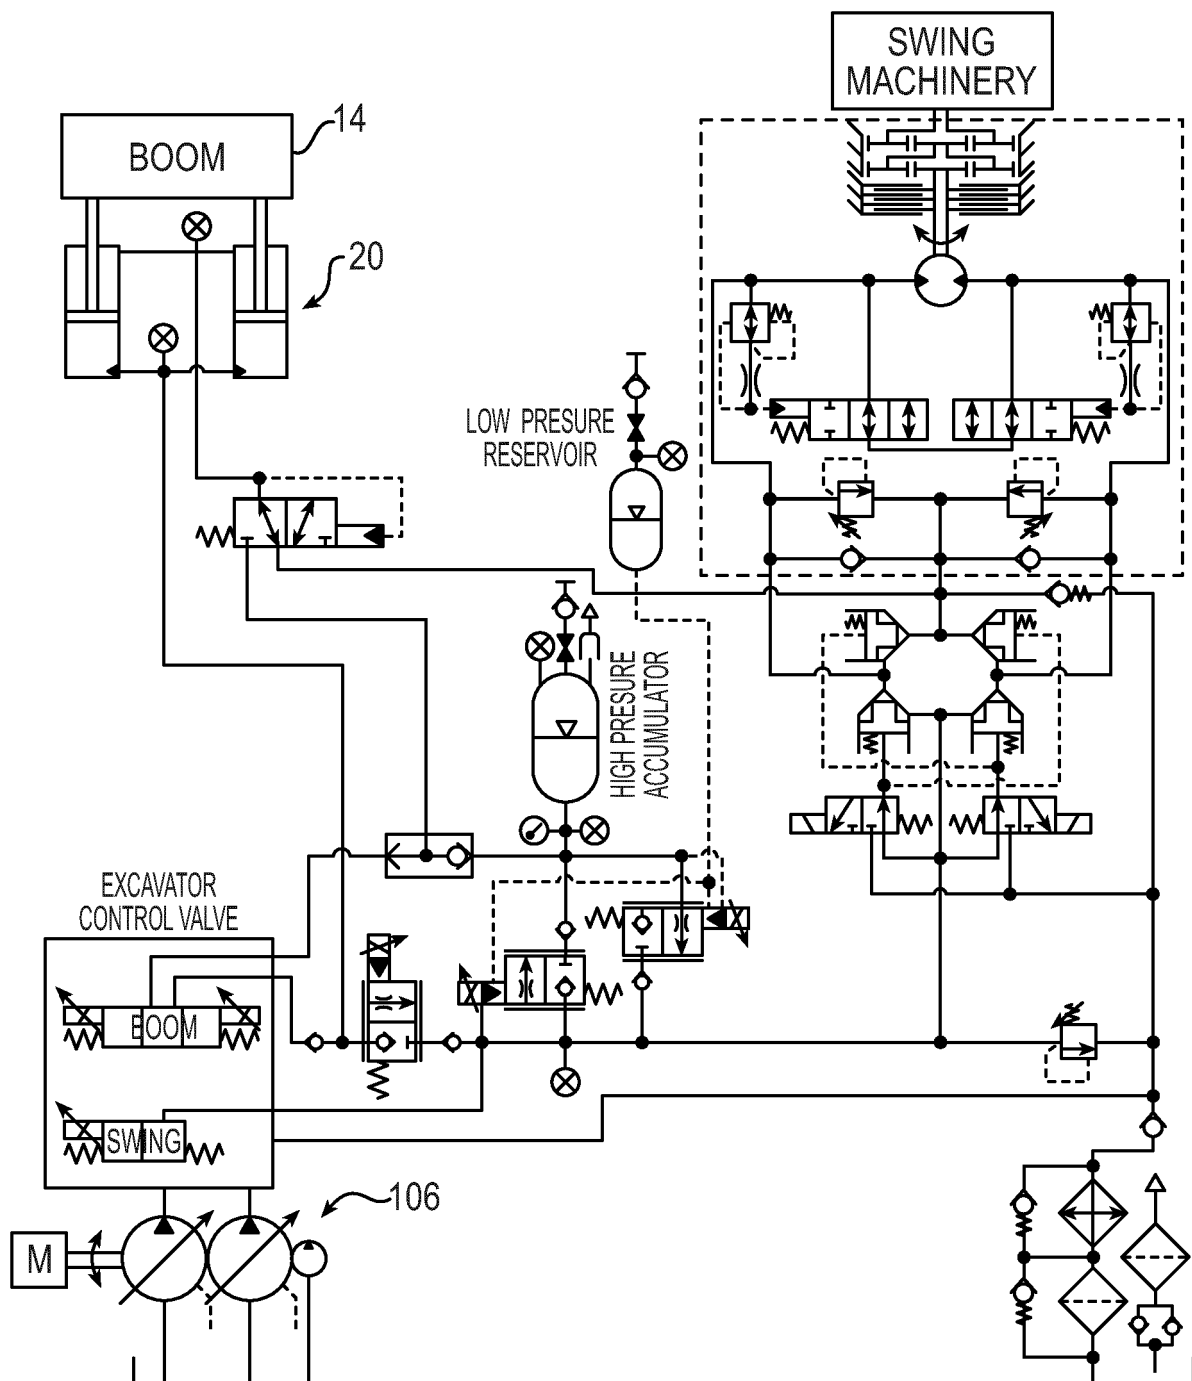 SWING
MACHINERY
14
BOOM
20
LOW PRESURE
RESERVOIR
HIGH PRESURE
ACCUMULATOR
EXCAVATOR
CONTROL VALVE
BOOM
SWING
106
M